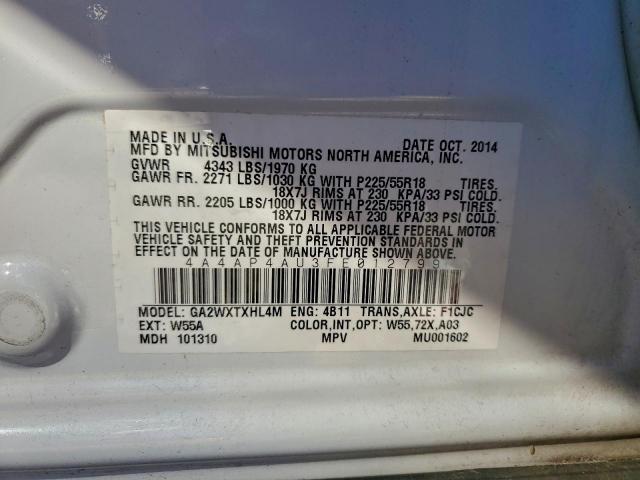 MADE IN U.S.A. DATE OCT. 2014
MFD BY MITSUBISHI MOTORS NORTH AMERICA, INC.
GVWR 4343 LBS/1970 KG
GAWR FR. 2271 LBS/1030 KG WITH P225/55R18 TIRES.
18X7J RIMS AT 230 KPA/33 PSI COLD.
GAWR RR. 2205 LBS/1000 KG WITH P225/55R18 TIRES.
18X7J RIMS AT 230 KPA/33 PSI COLD.
THIS VEHICLE CONFORMS TO ALL APPLICABLE FEDERAL MOTOR
VEHICLE SAFETY AND THEFT PREVENTION STANDARDS IN
EFFECT ON THE DATE OF MANUFACTURE SHOWN ABOVE.
4A4AP4AU3FE012799
MODEL: GA2WXTXHL4M ENG: 4B11 TRANS,AXLE: F1CJC
EXT: W55A COLOR,INT,OPT: W55,72X,A03
MDH 101310 MPV MU001602